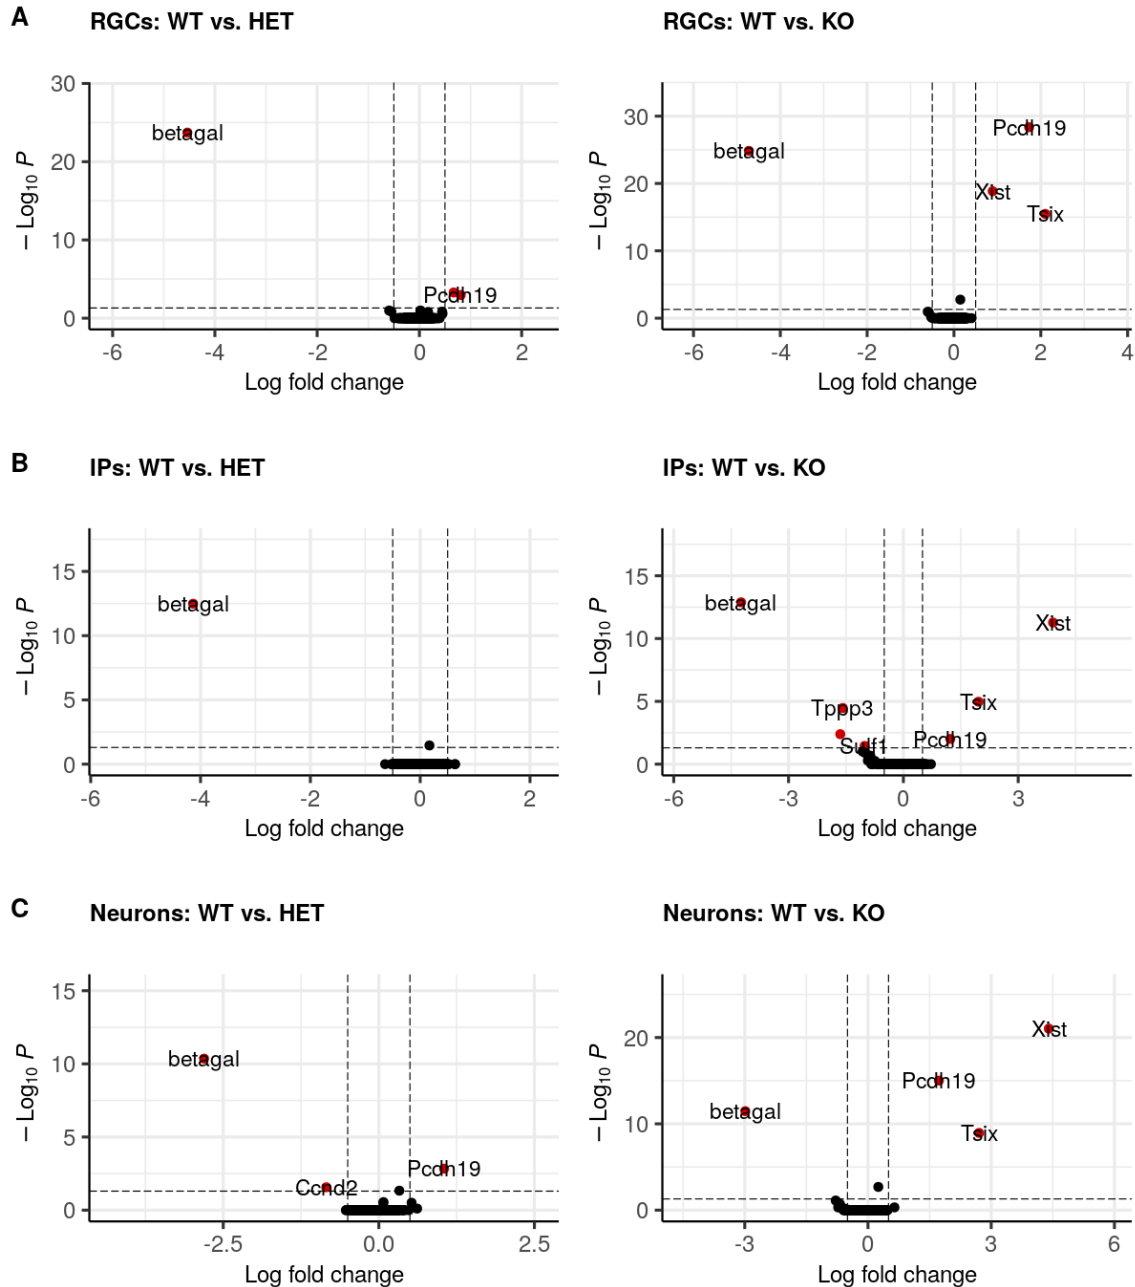 A
RGCs: WT vs. HET
RGCs: WT vs. KO
30
20
10
0
− Log10 P
betagal
Pcdh19
-6 -4 -2 0 2
Log fold change
30
20
10
0
− Log10 P
Pcdh19
betagal
Xist
Tsix
-6 -4 -2 0 2 4
Log fold change
B
IPs: WT vs. HET
IPs: WT vs. KO
15
10
5
0
− Log10 P
betagal
-6 -4 -2 0 2
Log fold change
15
10
5
0
− Log10 P
betagal
Xist
Tppp3
Tsix
Sulf1
Pcdh19
-6 -3 0 3
Log fold change
C
Neurons: WT vs. HET
Neurons: WT vs. KO
15
10
5
0
− Log10 P
betagal
Pcdh19
Ccnd2
-2.5 0.0 2.5
Log fold change
20
10
0
− Log10 P
Xist
Pcdh19
betagal
Tsix
-3 0 3 6
Log fold change